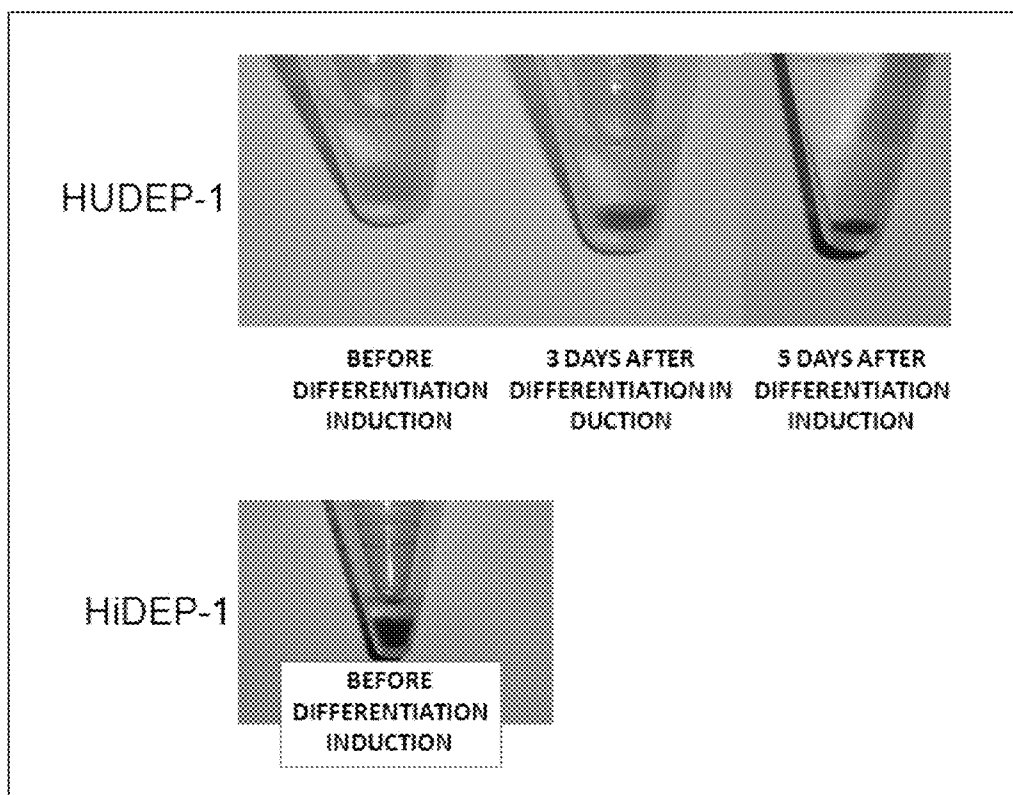 HUDEP-1
BEFORE 3 DAYS AFTER 5 DAYS AFTER
DIFFERENTIATION DIFFERENTIATION IN DIFFERENTIATION
INDUCTION DUCTION INDUCTION
HiDEP-1
BEFORE
DIFFERENTIATION
INDUCTION